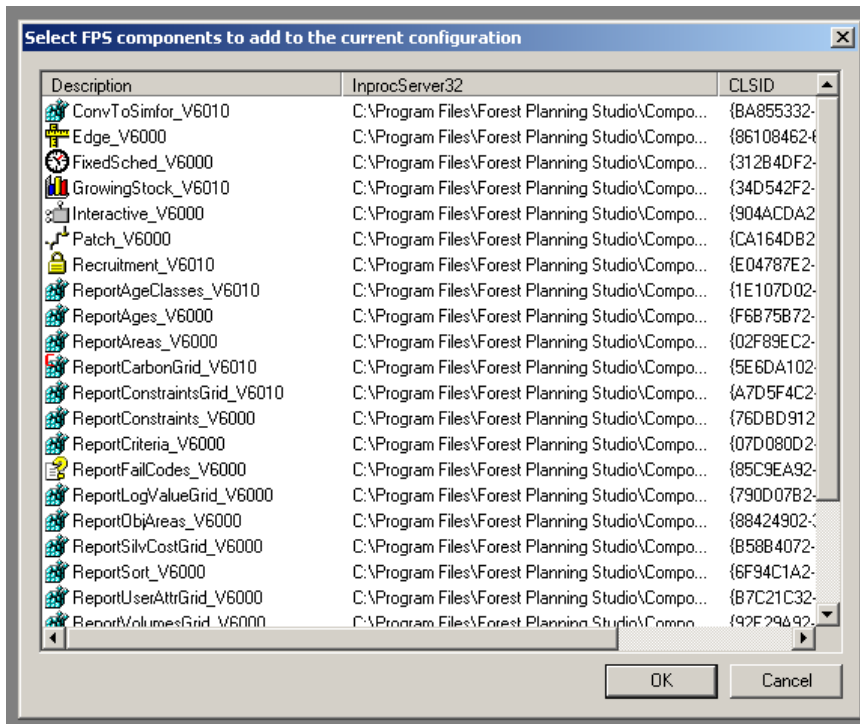 Select FPS components to add to the current configuration
Description InprocServer32 CLSID
ConvToSimfor_V6010 C:\Program Files\Forest Planning Studio\Compo... {BA855332-
Edge_V6000 C:\Program Files\Forest Planning Studio\Compo... {86108462-
FixedSched_V6000 C:\Program Files\Forest Planning Studio\Compo... {312B4DF2-
GrowingStock_V6010 C:\Program Files\Forest Planning Studio\Compo... {34D542F2-
Interactive_V6000 C:\Program Files\Forest Planning Studio\Compo... {904ACDA2
Patch_V6000 C:\Program Files\Forest Planning Studio\Compo... {CA164DB2
Recruitment_V6010 C:\Program Files\Forest Planning Studio\Compo... {E04787E2-
ReportAgeClasses_V6010 C:\Program Files\Forest Planning Studio\Compo... {1E107D02-
ReportAges_V6000 C:\Program Files\Forest Planning Studio\Compo... {F6B75B72-
ReportAreas_V6000 C:\Program Files\Forest Planning Studio\Compo... {02F89EC2-
ReportCarbonGrid_V6010 C:\Program Files\Forest Planning Studio\Compo... {5E6DA102-
ReportConstraintsGrid_V6010 C:\Program Files\Forest Planning Studio\Compo... {A7D5F4C2-
ReportConstraints_V6000 C:\Program Files\Forest Planning Studio\Compo... {76DBD912
ReportCriteria_V6000 C:\Program Files\Forest Planning Studio\Compo... {07D080D2-
ReportFailCodes_V6000 C:\Program Files\Forest Planning Studio\Compo... {85C9EA92-
ReportLogValueGrid_V6000 C:\Program Files\Forest Planning Studio\Compo... {790D07B2-
ReportObjAreas_V6000 C:\Program Files\Forest Planning Studio\Compo... {88424902-
ReportSilvCostGrid_V6000 C:\Program Files\Forest Planning Studio\Compo... {B58B4072-
ReportSort_V6000 C:\Program Files\Forest Planning Studio\Compo... {6F94C1A2-
ReportUserAttrGrid_V6000 C:\Program Files\Forest Planning Studio\Compo... {B7C21C32-
ReportVolumesGrid_V6000 C:\Program Files\Forest Planning Studio\Compo... {92F29A92-
OK Cancel